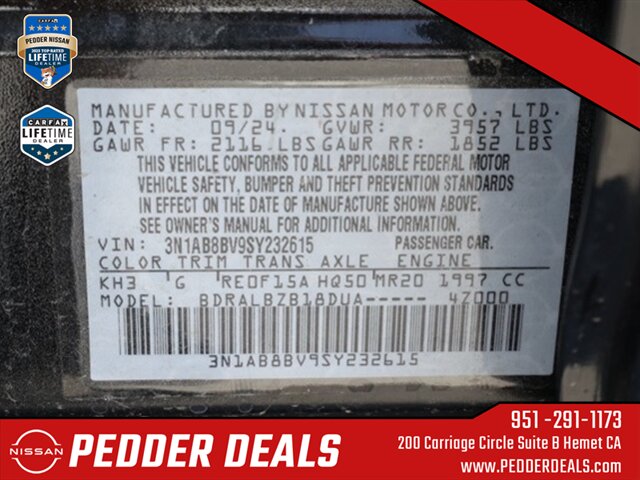 CARFAX
PEDDER NISSAN
2023 TOP-RATED
LIFETIME
DEALER
CARFAX
LIFETIME
DEALER
MANUFACTURED BY NISSAN MOTOR CO., LTD.
DATE: 09/24. GVWR: 3957 LBS
GAWR FR: 2116 LBS GAWR RR: 1852 LBS
THIS VEHICLE CONFORMS TO ALL APPLICABLE FEDERAL MOTOR
VEHICLE SAFETY, BUMPER AND THEFT PREVENTION STANDARDS
IN EFFECT ON THE DATE OF MANUFACTURE SHOWN ABOVE.
SEE OWNER'S MANUAL FOR ADDITIONAL INFORMATION.
VIN: 3N1AB8BV9SY232615 PASSENGER CAR.
COLOR TRIM TRANS AXLE ENGINE
KH3 G RE0F15A HQ50 MR20 1997 CC
MODEL: BDRALBZB18DUA----- 4Z000
3N1AB8BV9SY232615
NISSAN
PEDDER DEALS
951 -291-1173
200 Carriage Circle Suite B Hemet CA
www.PEDDERDEALS.com